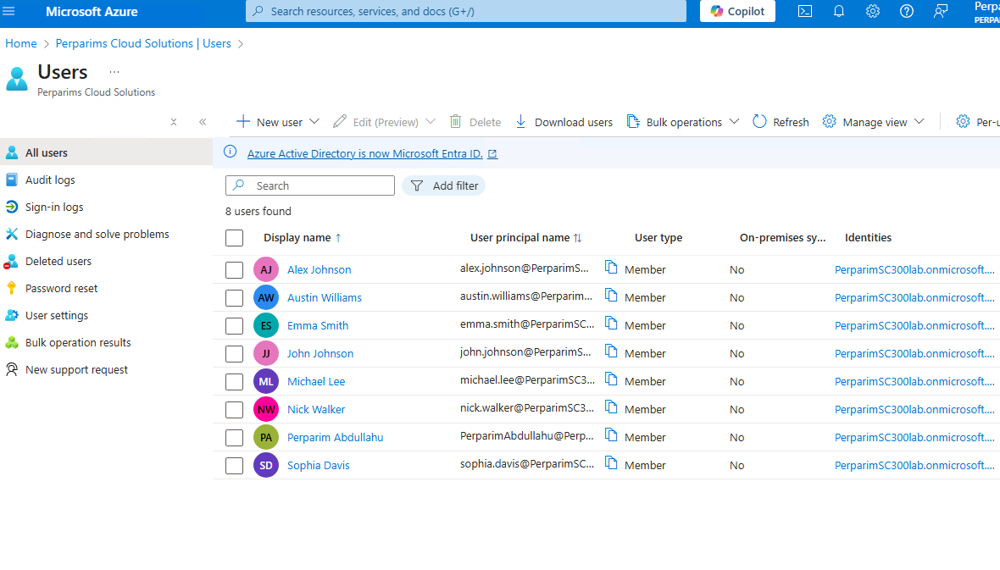 Microsoft Azure Search resources, services, and docs (G+/) Copilot Perpa
PERPAR
Home > Perparims Cloud Solutions | Users >
Users ...
Perparims Cloud Solutions
New user Edit (Preview) Delete Download users Bulk operations Refresh Manage view Per-u
All users
Audit logs
Sign-in logs
Diagnose and solve problems
Deleted users
Password reset
User settings
Bulk operation results
New support request
Azure Active Directory is now Microsoft Entra ID.
Search Add filter
8 users found
Display name ↑ User principal name ↑↓ User type On-premises sy... Identities
AJ Alex Johnson alex.johnson@PerparimS... Member No PerparimSC300lab.onmicrosoft....
AW Austin Williams austin.williams@Perparim... Member No PerparimSC300lab.onmicrosoft....
ES Emma Smith emma.smith@PerparimSC... Member No PerparimSC300lab.onmicrosoft....
JJ John Johnson john.johnson@PerparimS... Member No PerparimSC300lab.onmicrosoft....
ML Michael Lee michael.lee@PerparimSC3... Member No PerparimSC300lab.onmicrosoft....
NW Nick Walker nick.walker@PerparimSC3... Member No PerparimSC300lab.onmicrosoft....
PA Perparim Abdullahu PerparimAbdullahu@Perp... Member No PerparimSC300lab.onmicrosoft....
SD Sophia Davis sophia.davis@PerparimSC... Member No PerparimSC300lab.onmicrosoft....